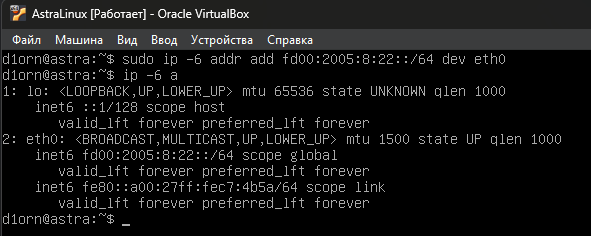 AstraLinux [Работает] - Oracle VirtualBox
Файл Машина Вид Ввод Устройства Справка
d1orn@astra:~$ sudo ip -6 addr add fd00:2005:8:22::/64 dev eth0
d1orn@astra:~$ ip -6 a
1: lo: <LOOPBACK,UP,LOWER_UP> mtu 65536 state UNKNOWN qlen 1000
    inet6 ::1/128 scope host
       valid_lft forever preferred_lft forever
2: eth0: <BROADCAST,MULTICAST,UP,LOWER_UP> mtu 1500 state UP qlen 1000
    inet6 fd00:2005:8:22::/64 scope global
       valid_lft forever preferred_lft forever
    inet6 fe80::a00:27ff:fec7:4b5a/64 scope link
       valid_lft forever preferred_lft forever
d1orn@astra:~$ _